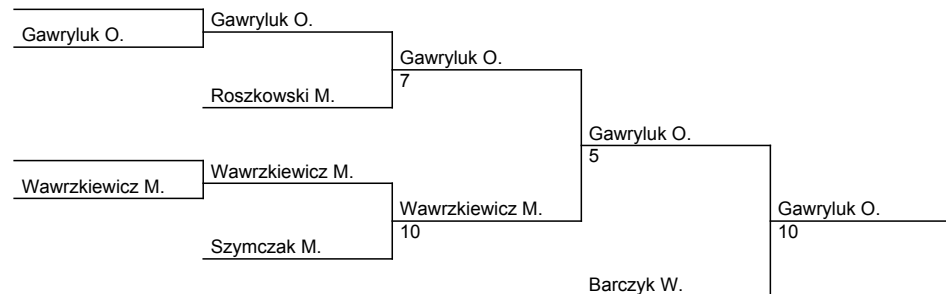 Gawryluk O.
Gawryluk O.
Gawryluk O.
7
Roszkowski M.
Gawryluk O.
5
Wawrzkiewicz M.
Wawrzkiewicz M.
Wawrzkiewicz M.
10
Gawryluk O.
10
Szymczak M.
Barczyk W.